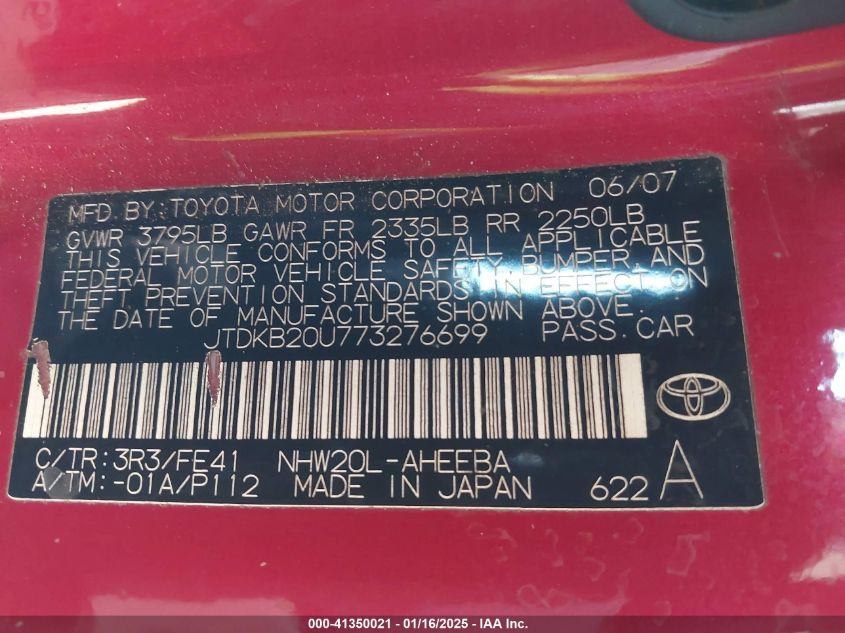 MFD. BY: TOYOTA MOTOR CORPORATION 06/07
GVWR 3795LB GAWR FR 2335LB RR 2250LB
THIS VEHICLE CONFORMS TO ALL APPLICABLE
FEDERAL MOTOR VEHICLE SAFETY, BUMPER, AND
THEFT PREVENTION STANDARDS IN EFFECT ON
THE DATE OF MANUFACTURE SHOWN ABOVE.
JTDKB20U773276699 PASS. CAR
C/TR: 3R3/FE41 NHW20L-AHEEBA
A/TM: -01A/P112 MADE IN JAPAN 622 A
000-41350021 - 01/16/2025 - Copyright IAA, Inc.